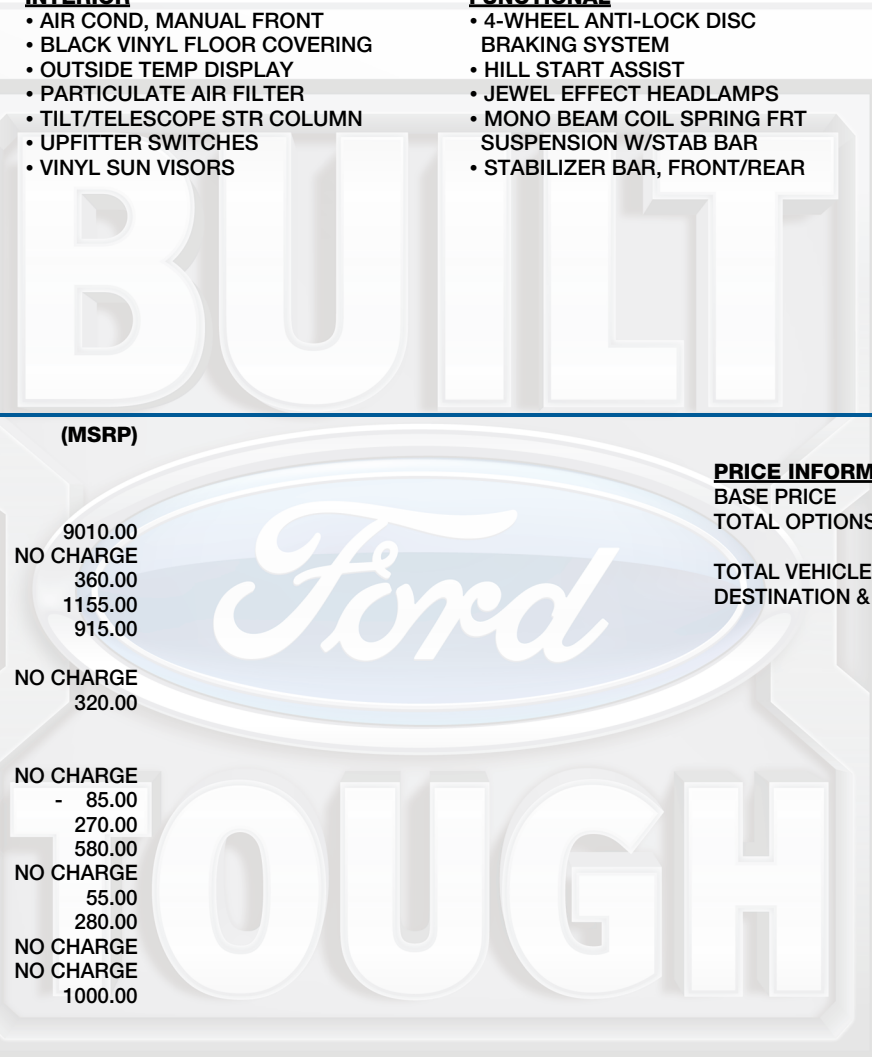 INTERIOR
• AIR COND, MANUAL FRONT
• BLACK VINYL FLOOR COVERING
• OUTSIDE TEMP DISPLAY
• PARTICULATE AIR FILTER
• TILT/TELESCOPE STR COLUMN
• UPFITTER SWITCHES
• VINYL SUN VISORS
FUNCTIONAL
• 4-WHEEL ANTI-LOCK DISC
BRAKING SYSTEM
• HILL START ASSIST
• JEWEL EFFECT HEADLAMPS
• MONO BEAM COIL SPRING FRT
SUSPENSION W/STAB BAR
• STABILIZER BAR, FRONT/REAR
BUILT
(MSRP)
9010.00
NO CHARGE
360.00
1155.00
915.00
NO CHARGE
320.00
NO CHARGE
- 85.00
270.00
580.00
NO CHARGE
55.00
280.00
NO CHARGE
NO CHARGE
1000.00
Ford
TOUGH
PRICE INFORM
BASE PRICE
TOTAL OPTIONS
TOTAL VEHICLE
DESTINATION &